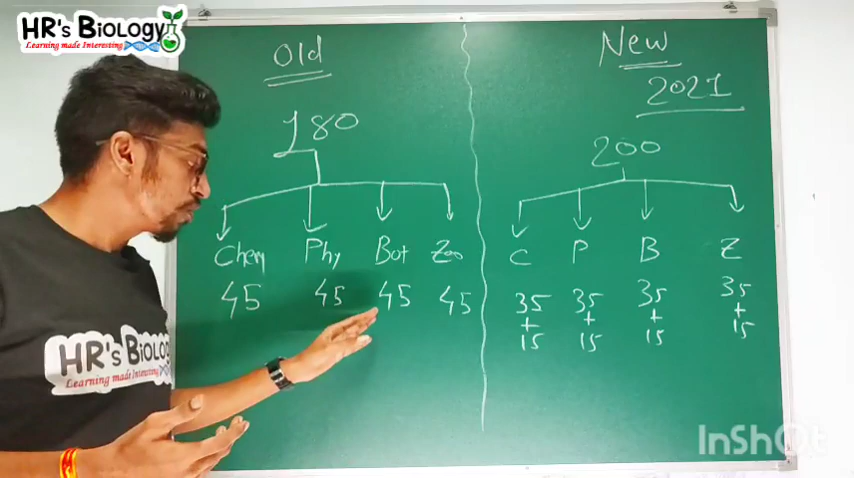 HR's Biology
Learning made Interesting
Old
180
Chem Phy Bot Zoo
45 45 45 45
New
2021
200
C P B Z
35 35 35 35
+ + + +
15 15 15 15
HR's BIOLO
Learning made Interesting
InShOt